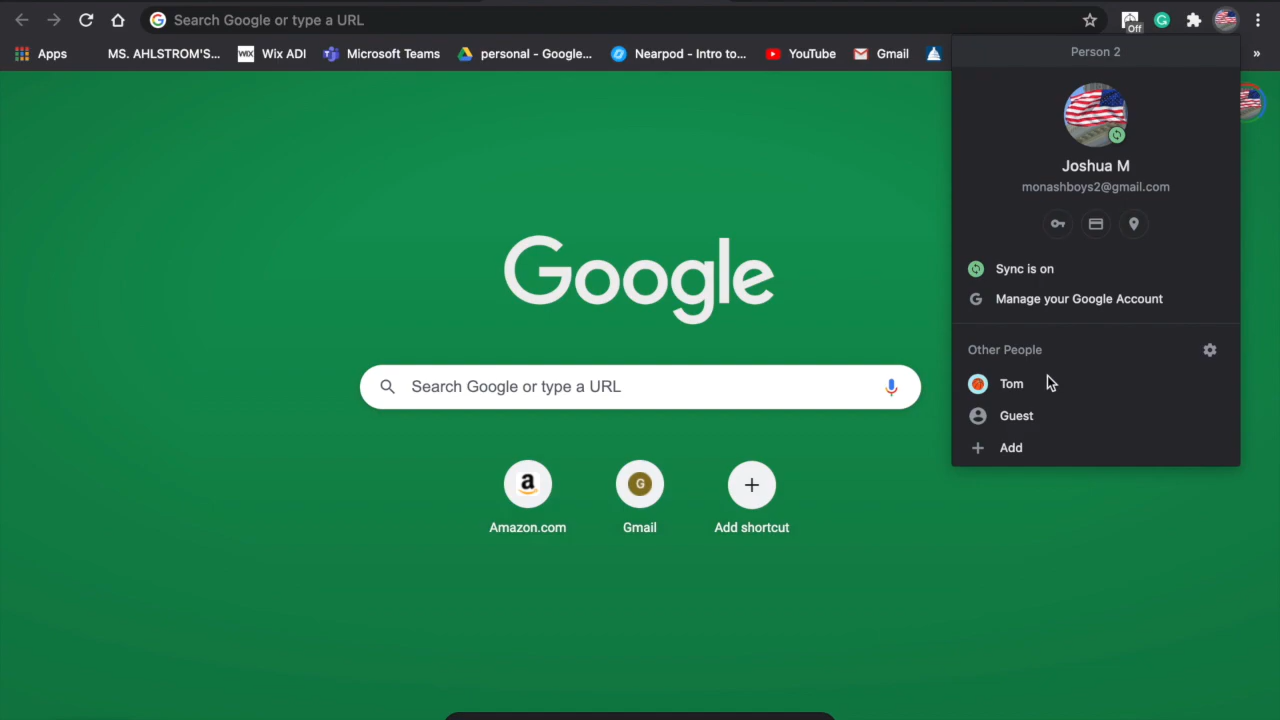 Search Google or type a URL
Off
Apps
MS. AHLSTROM'S...
WIX
Wix ADI
Microsoft Teams
personal - Google...
Nearpod - Intro to...
YouTube
Gmail
»
Person 2
Joshua M
monashboys2@gmail.com
Sync is on
G Manage your Google Account
Other People
Tom
Guest
+ Add
Google
Search Google or type a URL
a
G
Amazon.com
Gmail
Add shortcut